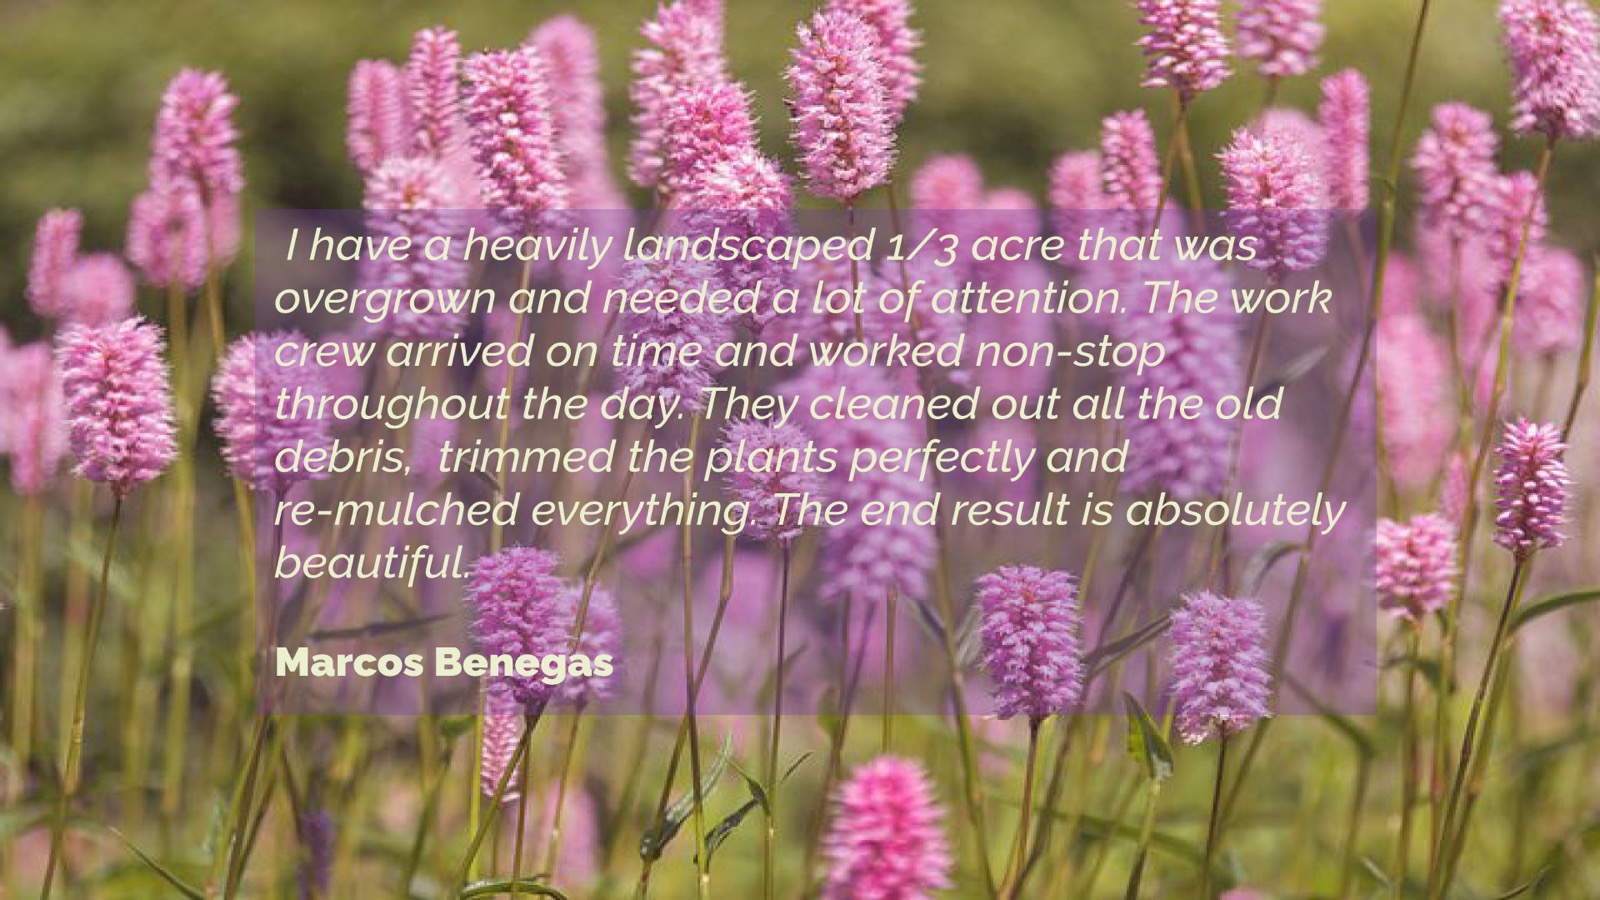 I have a heavily landscaped 1/3 acre that was
overgrown and needed a lot of attention. The work
crew arrived on time and worked non-stop
throughout the day. They cleaned out all the old
debris,  trimmed the plants perfectly and
re-mulched everything. The end result is absolutely
beautiful.
Marcos Benegas